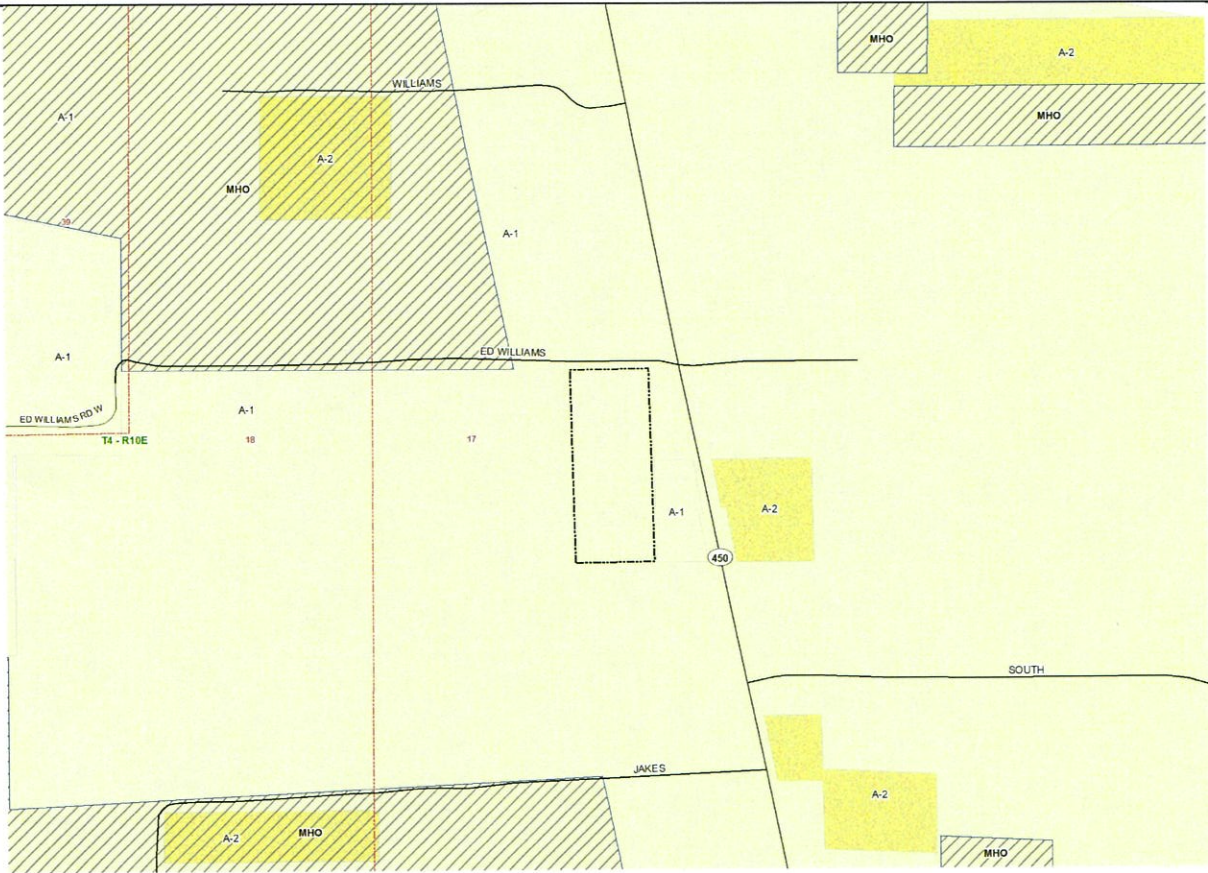 MHO
A-2
WILLIAMS
A-1
MHO
A-2
MHO
39
A-1
ED WILLIAMS
A-1
A-1
ED WILLIAMS RD W
T4 - R10E
18
17
A-1
A-2
450
SOUTH
JAKES
A-2
A-2
MHO
MHO